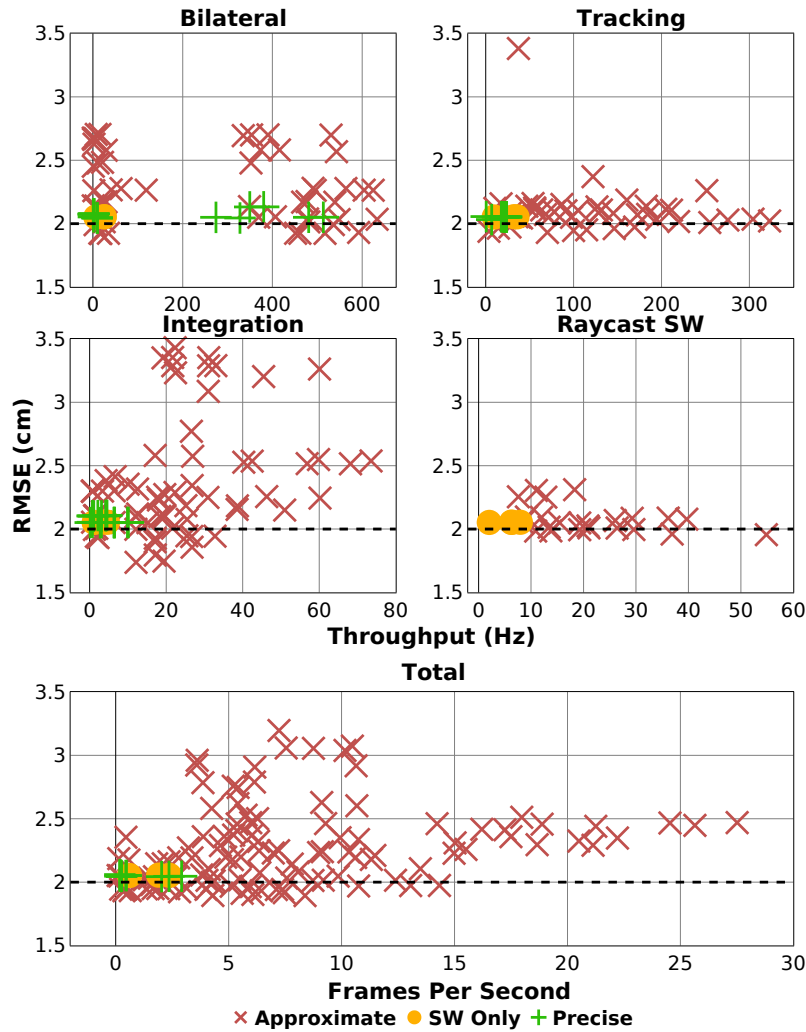 Bilateral Tracking
3.5 3.5
3 3
2.5 2.5
2 2
1.5 1.5
0 200 400 600 0 100 200 300
Integration Raycast SW
3.5 3.5
3 3
2.5 2.5
2 2
1.5 1.5
0 20 40 60 80 0 10 20 30 40 50 60
RMSE (cm)
Throughput (Hz)
Total
3.5
3
2.5
2
1.5
0 5 10 15 20 25 30
Frames Per Second
Approximate SW Only Precise